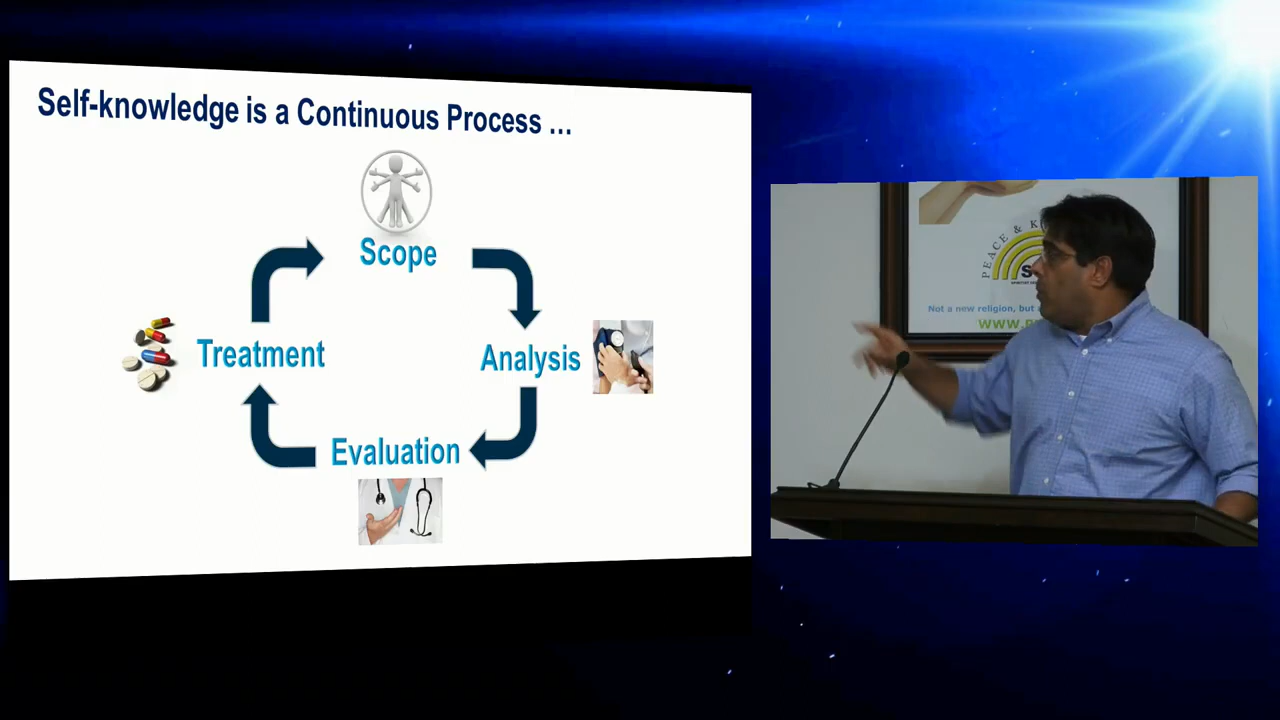 Self-knowledge is a Continuous Process ...
Scope
Treatment
Analysis
Evaluation
PEACE & K
Not a new religion, but a
www.